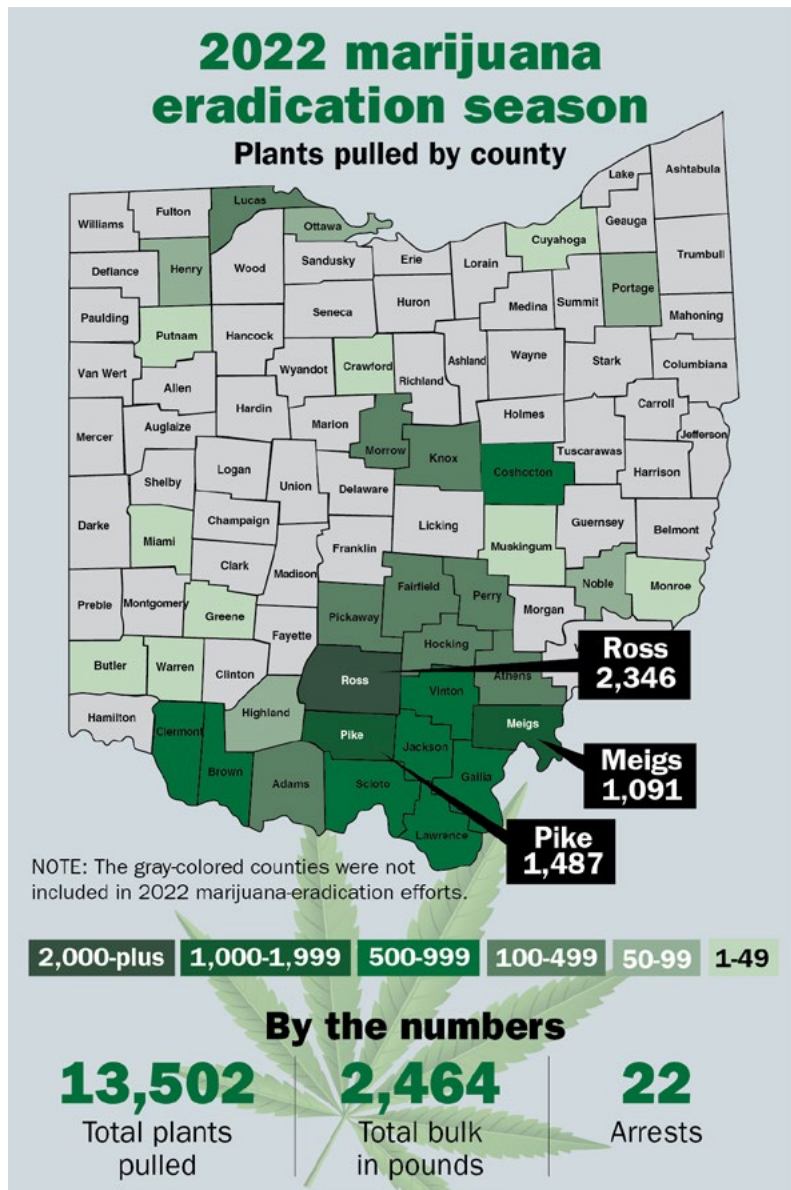 2022 marijuana
eradication season
Plants pulled by county
Williams
Fulton
Lucas
Ottawa
Lake
Ashtabula
Geauga
Cuyahoga
Defiance
Henry
Wood
Sandusky
Erie
Lorain
Trumbull
Portage
Paulding
Putnam
Hancock
Seneca
Huron
Medina
Summit
Mahoning
Van Wert
Allen
Wyandot
Crawford
Richland
Ashland
Wayne
Stark
Columbiana
Mercer
Auglaize
Hardin
Marion
Morrow
Knox
Holmes
Carroll
Jefferson
Tuscarawas
Coshocton
Harrison
Shelby
Logan
Union
Delaware
Darke
Miami
Champaign
Clark
Franklin
Licking
Muskingum
Guernsey
Belmont
Preble
Montgomery
Greene
Madison
Fayette
Pickaway
Fairfield
Perry
Morgan
Noble
Monroe
Butler
Warren
Clinton
Ross
Hocking
Athens
Vinton
Ross
2,346
Hamilton
Clermont
Brown
Highland
Adams
Pike
Jackson
Meigs
Gallia
Scioto
Lawrence
Meigs
1,091
Pike
1,487
NOTE: The gray-colored counties were not
included in 2022 marijuana-eradication efforts.
2,000-plus 1,000-1,999 500-999 100-499 50-99 1-49
By the numbers
13,502
Total plants
pulled
2,464
Total bulk
in pounds
22
Arrests